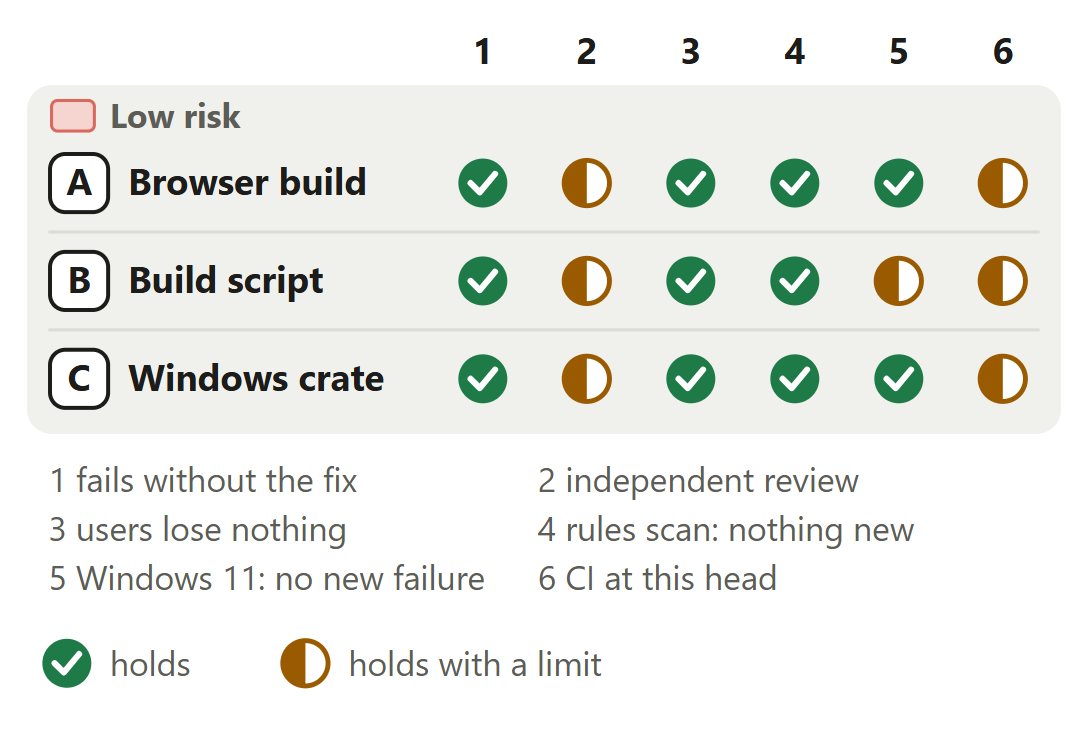 1 2 3 4 5 6
Low risk
A Browser build
B Build script
C Windows crate
1 fails without the fix
2 independent review
3 users lose nothing
4 rules scan: nothing new
5 Windows 11: no new failure
6 CI at this head
holds
holds with a limit